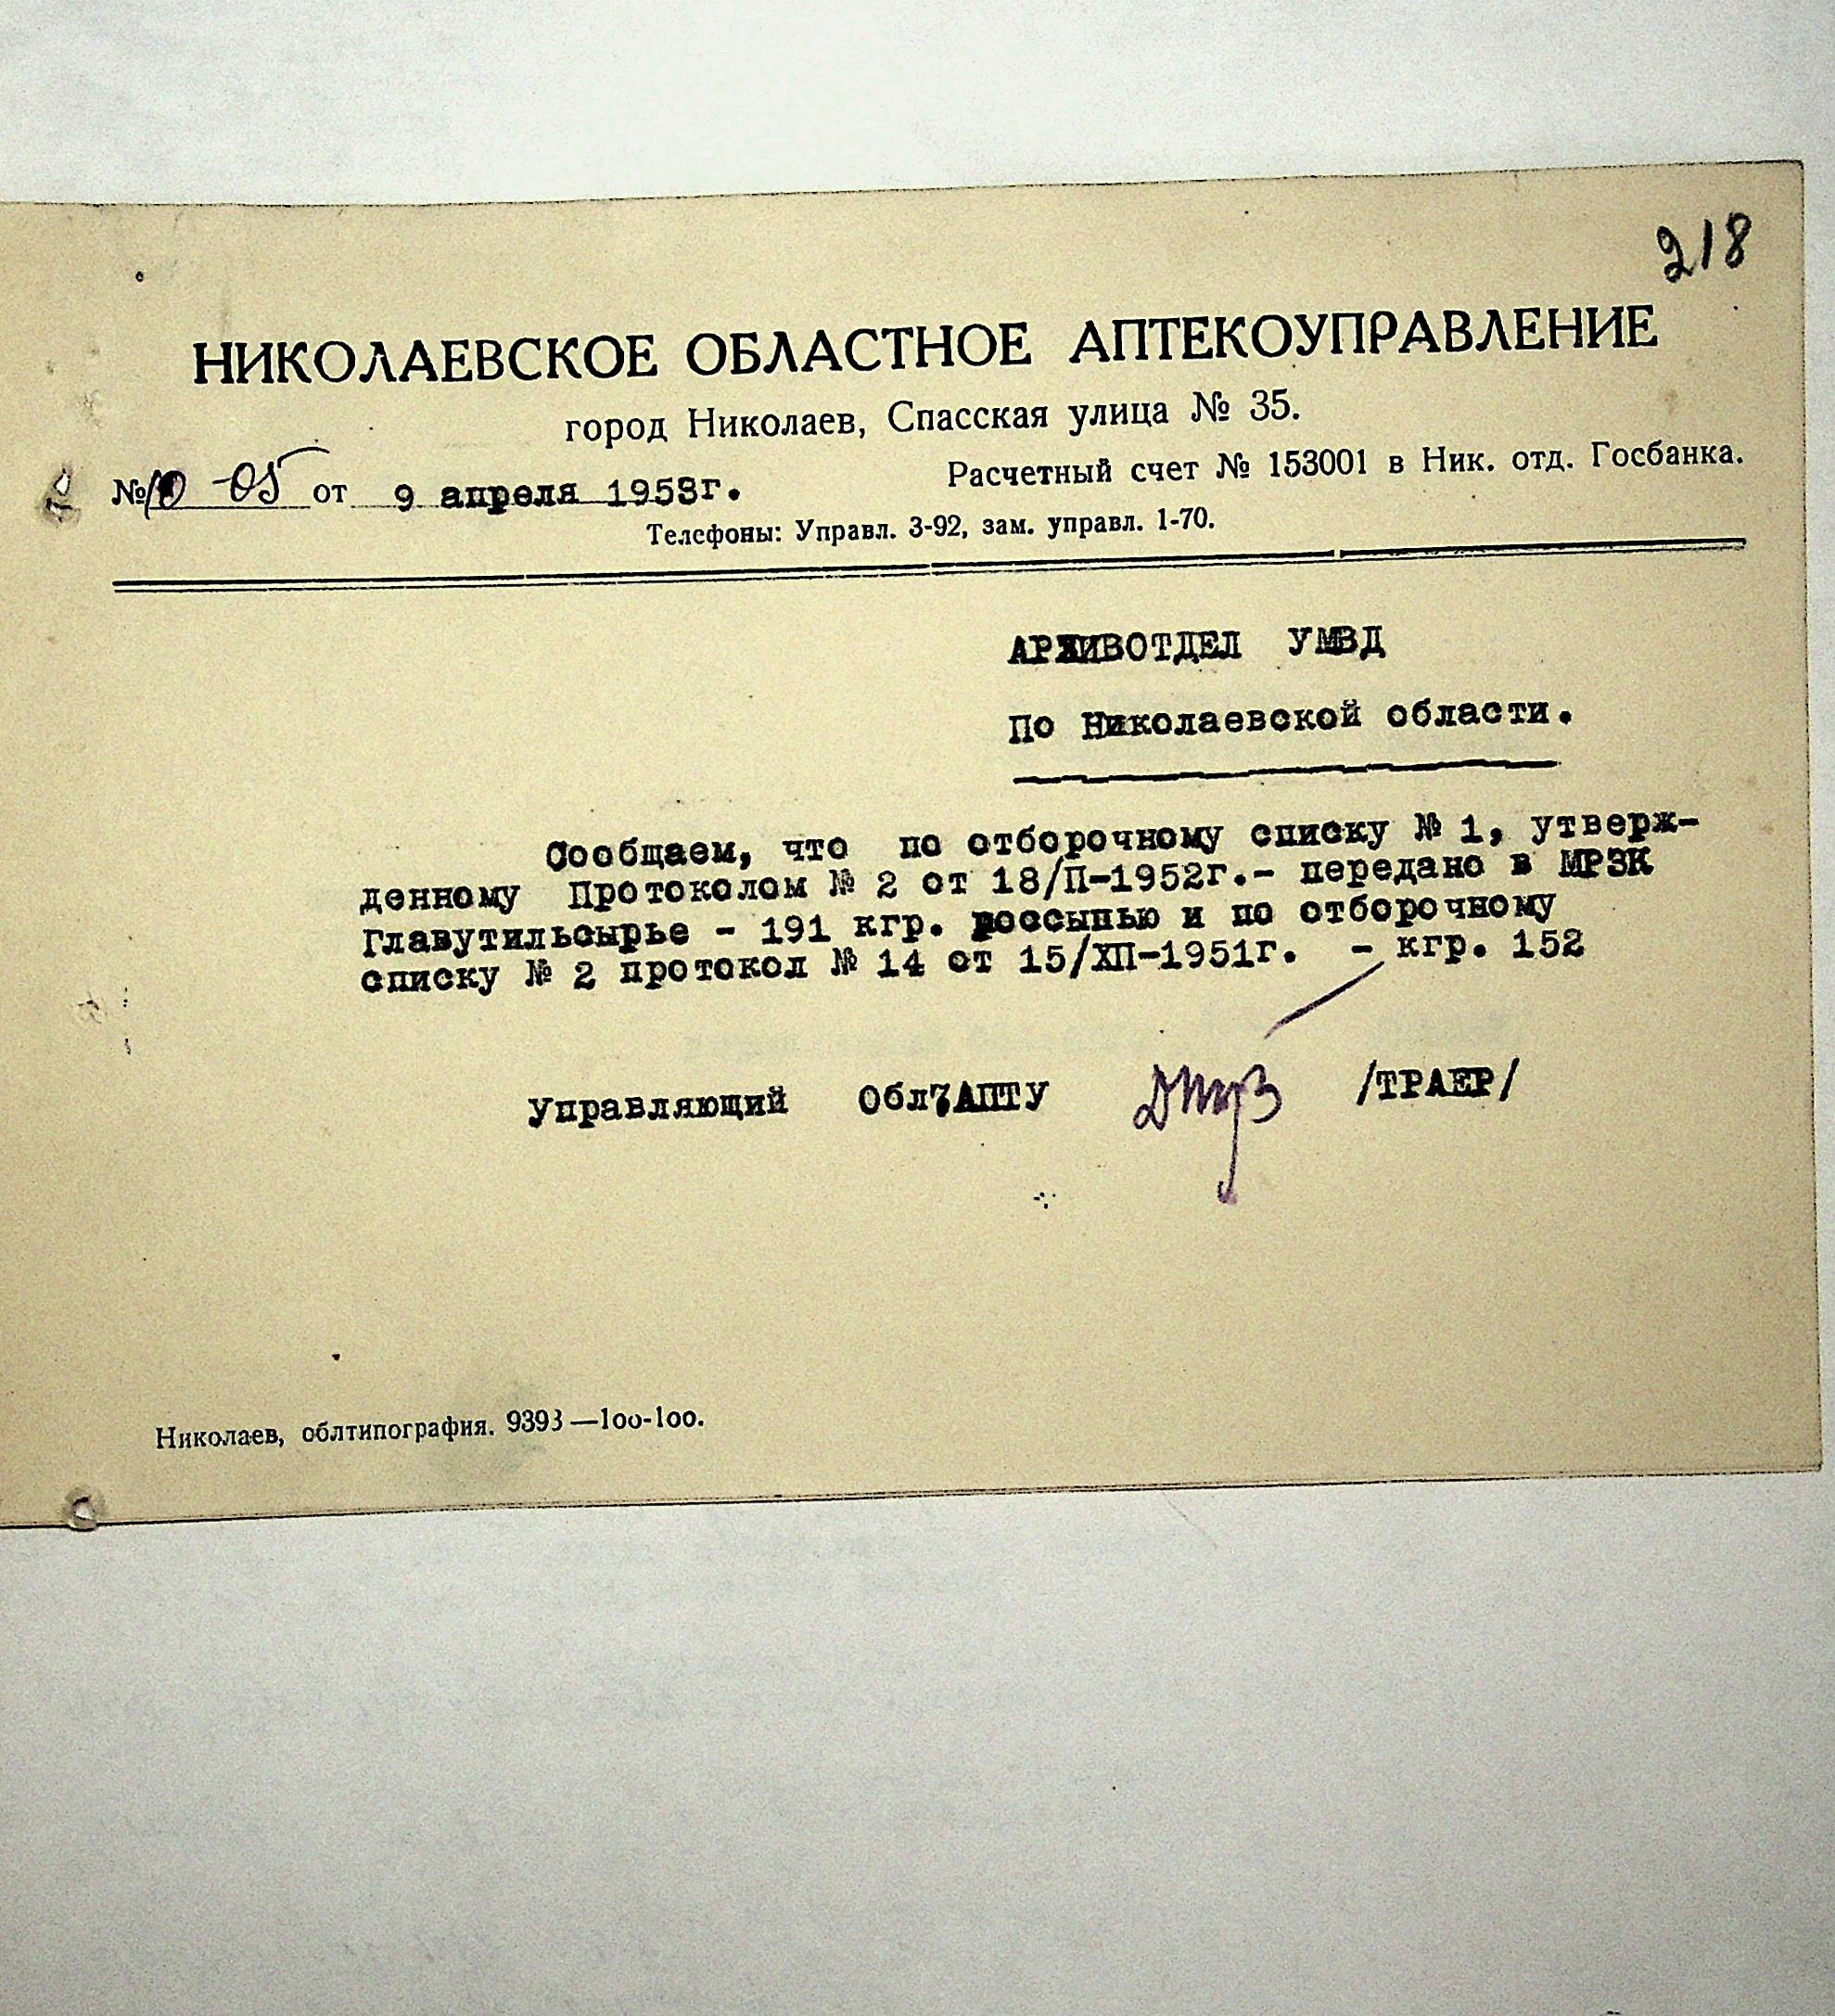 218
НИКОЛАЕВСКОЕ ОБЛАСТНОЕ АПТЕКОУПРАВЛЕНИЕ
город Николаев, Спасская улица № 35.
№ 10-05 от 9 апреля 1953г.
Расчетный счет № 153001 в Ник. отд. Госбанка.
Телефоны: Управл. 3-92, зам. управл. 1-70.
АРХИВОТДЕЛ УМВД
По Николаевской области.
Сообщаем, что по отборочному списку № 1, утверж-
денному Протоколом № 2 от 18/П-1952г.- передано в МРЗК
Главутильсырье - 191 кгр. россыпью и по отборочному
списку № 2 протокол № 14 от 15/ХП-1951г. - кгр. 152
Управляющий Обл АПТУ /ТРАЕР/
Николаев, облтипография. 9393—100-100.